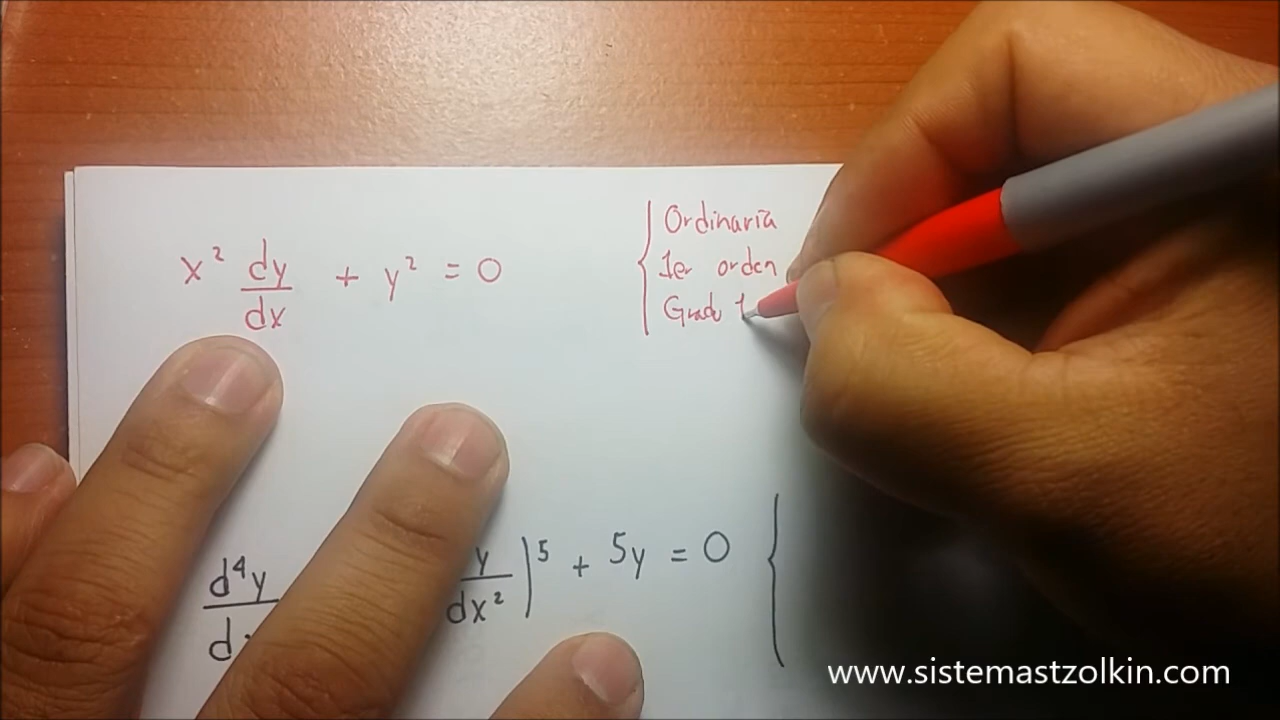 x² dy/dx + y² = 0
Ordinaria
1er orden
Grado 1
d⁴y
y/dx² )⁵ + 5y = 0
www.sistemastzolkin.com